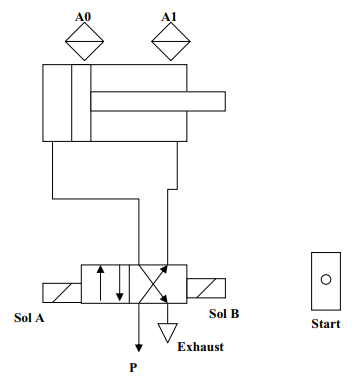 A0 A1
Sol A
Sol B
Start
Exhaust
P